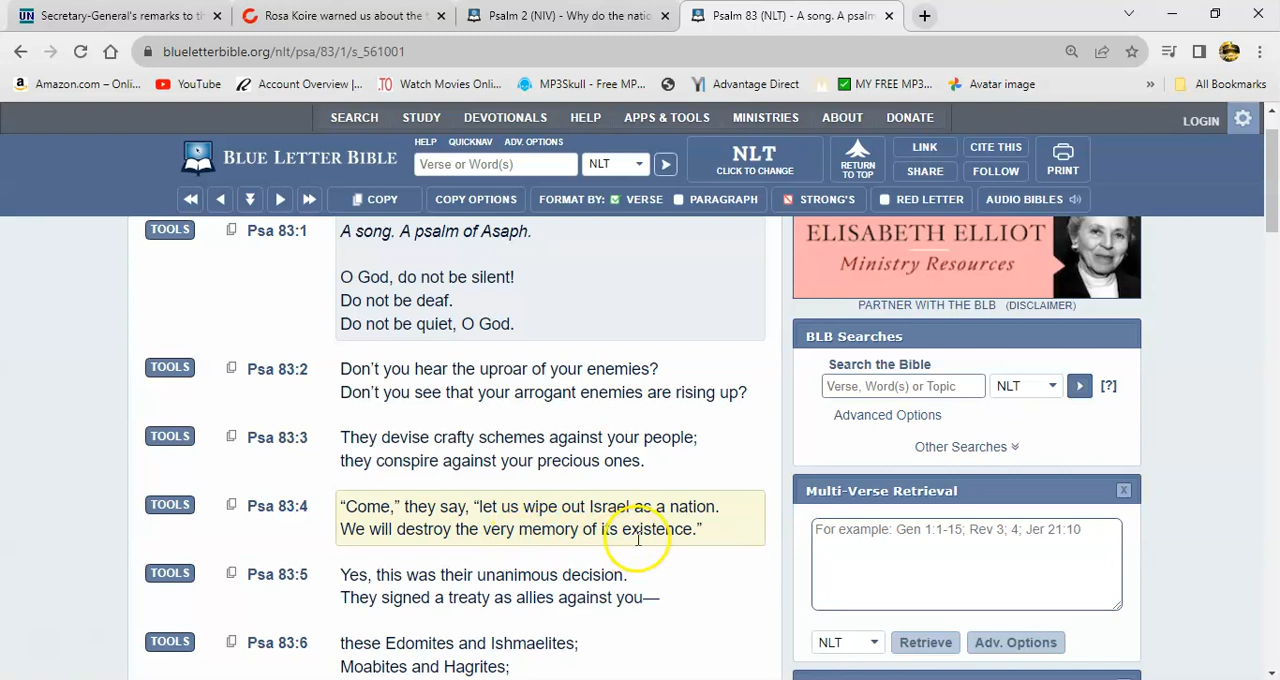 Secretary-General's remarks to th
Rosa Koire warned us about the t
Psalm 2 (NIV) - Why do the natio
Psalm 83 (NLT) - A song. A psalm
blueletterbible.org/nlt/psa/83/1/s_561001
Amazon.com – Onli...
YouTube
Account Overview |...
.TO Watch Movies Onl...
MP3Skull - Free MP...
Advantage Direct
MY FREE MP3...
Avatar image
»
All Bookmarks
SEARCH STUDY DEVOTIONALS HELP APPS & TOOLS MINISTRIES ABOUT DONATE
LOGIN
BLUE LETTER BIBLE
HELP QUICKNAV ADV. OPTIONS
Verse or Word(s)
NLT
NLT
CLICK TO CHANGE
RETURN
TO TOP
LINK
CITE THIS
SHARE
FOLLOW
PRINT
COPY
COPY OPTIONS
FORMAT BY: VERSE PARAGRAPH
STRONG'S
RED LETTER
AUDIO BIBLES
TOOLS Psa 83:1 A song. A psalm of Asaph.
O God, do not be silent!
Do not be deaf.
Do not be quiet, O God.
TOOLS Psa 83:2 Don't you hear the uproar of your enemies?
Don't you see that your arrogant enemies are rising up?
TOOLS Psa 83:3 They devise crafty schemes against your people;
they conspire against your precious ones.
TOOLS Psa 83:4 “Come,” they say, “let us wipe out Israel as a nation.
We will destroy the very memory of its existence.”
TOOLS Psa 83:5 Yes, this was their unanimous decision.
They signed a treaty as allies against you—
TOOLS Psa 83:6 these Edomites and Ishmaelites;
Moabites and Hagrites;
ELISABETH ELLIOT
Ministry Resources
PARTNER WITH THE BLB (DISCLAIMER)
BLB Searches
Search the Bible
Verse, Word(s) or Topic
NLT
[?]
Advanced Options
Other Searches
Multi-Verse Retrieval
X
For example: Gen 1:1-15; Rev 3; 4; Jer 21:10
NLT
Retrieve
Adv. Options